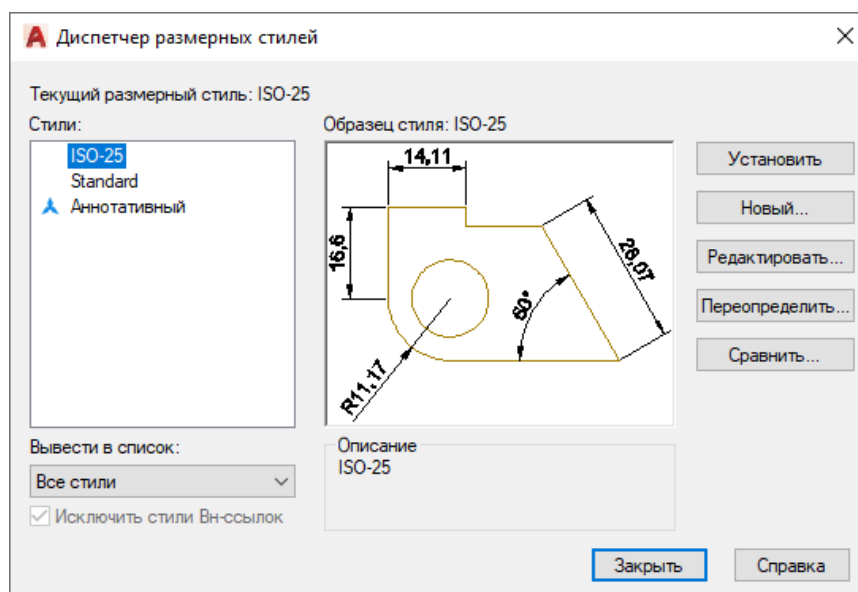 Диспетчер размерных стилей
Текущий размерный стиль: ISO-25
Стили:
ISO-25
Standard
Аннотативный
Образец стиля: ISO-25
14,11
16,6
28,07
60°
R11,17
Установить
Новый...
Редактировать...
Переопределить...
Сравнить...
Вывести в список:
Все стили
Исключить стили Вн-ссылок
Описание
ISO-25
Закрыть
Справка